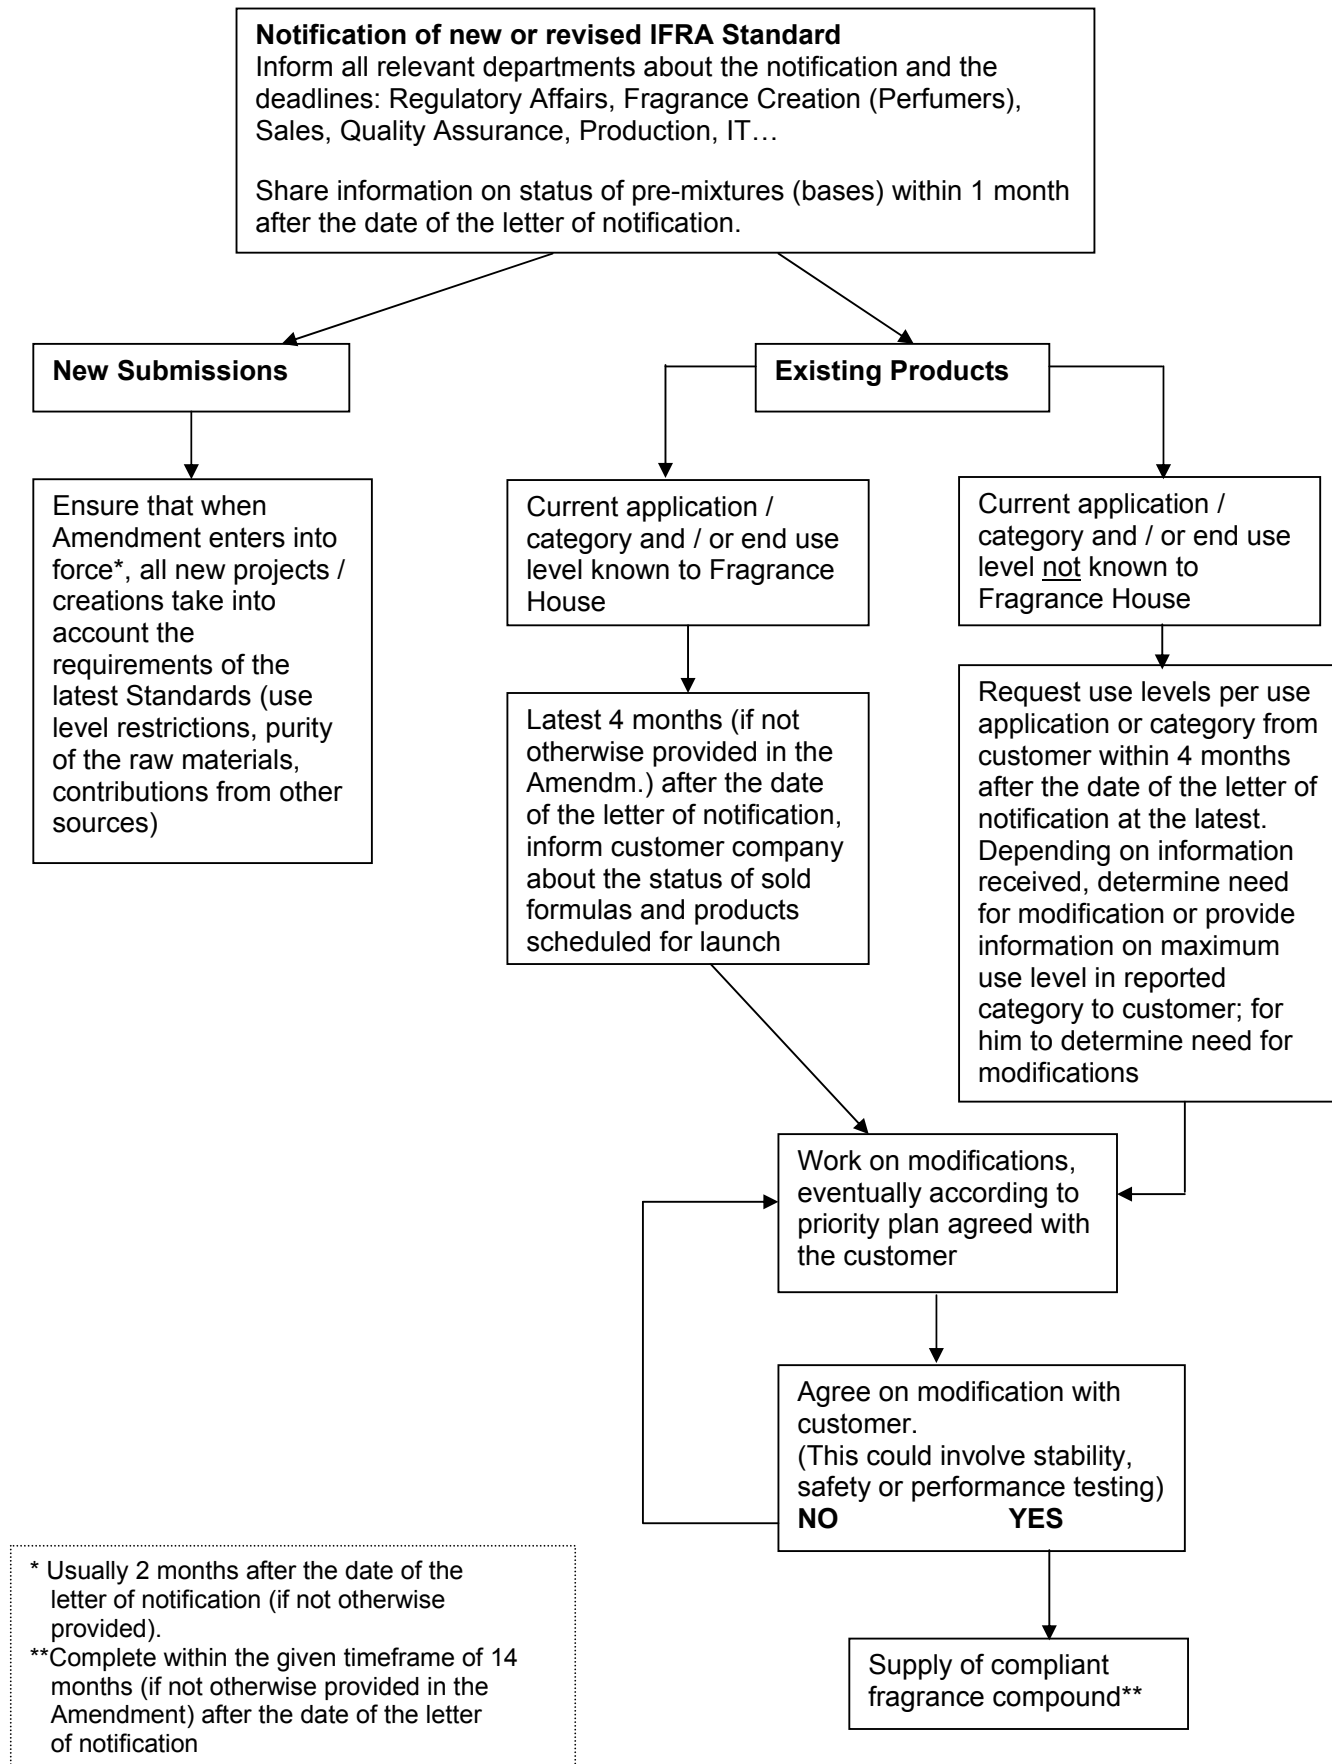 Notification of new or revised IFRA Standard
Inform all relevant departments about the notification and the
deadlines: Regulatory Affairs, Fragrance Creation (Perfumers),
Sales, Quality Assurance, Production, IT…
Share information on status of pre-mixtures (bases) within 1 month
after the date of the letter of notification.
New Submissions
Existing Products
Ensure that when
Amendment enters into
force*, all new projects /
creations take into
account the
requirements of the
latest Standards (use
level restrictions, purity
of the raw materials,
contributions from other
sources)
Current application /
category and / or end use
level known to Fragrance
House
Current application /
category and / or end use
level not known to
Fragrance House
Latest 4 months (if not
otherwise provided in the
Amendm.) after the date
of the letter of notification,
inform customer company
about the status of sold
formulas and products
scheduled for launch
Request use levels per use
application or category from
customer within 4 months
after the date of the letter of
notification at the latest.
Depending on information
received, determine need
for modification or provide
information on maximum
use level in reported
category to customer; for
him to determine need for
modifications
Work on modifications,
eventually according to
priority plan agreed with
the customer
Agree on modification with
customer.
(This could involve stability,
safety or performance testing)
NO YES
Supply of compliant
fragrance compound**
* Usually 2 months after the date of the
letter of notification (if not otherwise
provided).
**Complete within the given timeframe of 14
months (if not otherwise provided in the
Amendment) after the date of the letter
of notification